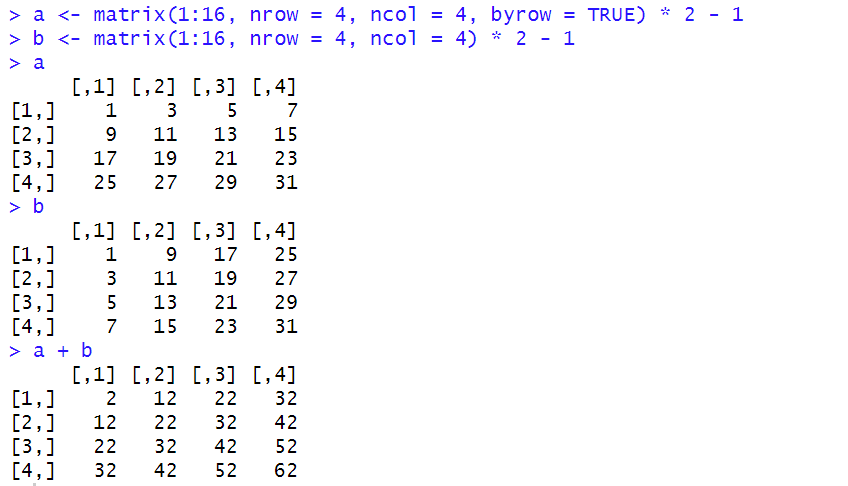 > a <- matrix(1:16, nrow = 4, ncol = 4, byrow = TRUE) * 2 - 1
> b <- matrix(1:16, nrow = 4, ncol = 4) * 2 - 1
> a
     [,1] [,2] [,3] [,4]
[1,]    1    3    5    7
[2,]    9   11   13   15
[3,]   17   19   21   23
[4,]   25   27   29   31
> b
     [,1] [,2] [,3] [,4]
[1,]    1    9   17   25
[2,]    3   11   19   27
[3,]    5   13   21   29
[4,]    7   15   23   31
> a + b
     [,1] [,2] [,3] [,4]
[1,]    2   12   22   32
[2,]   12   22   32   42
[3,]   22   32   42   52
[4,]   32   42   52   62